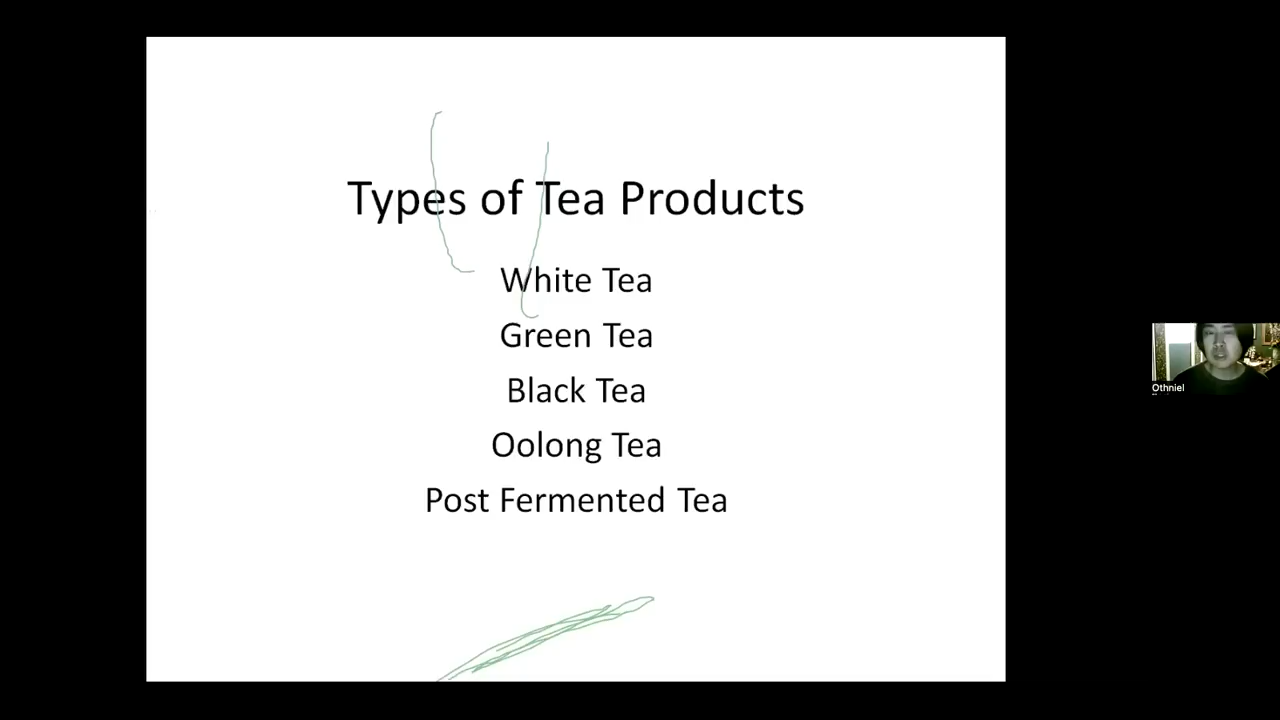 Types of Tea Products
White Tea
Green Tea
Black Tea
Oolong Tea
Post Fermented Tea
Othniel